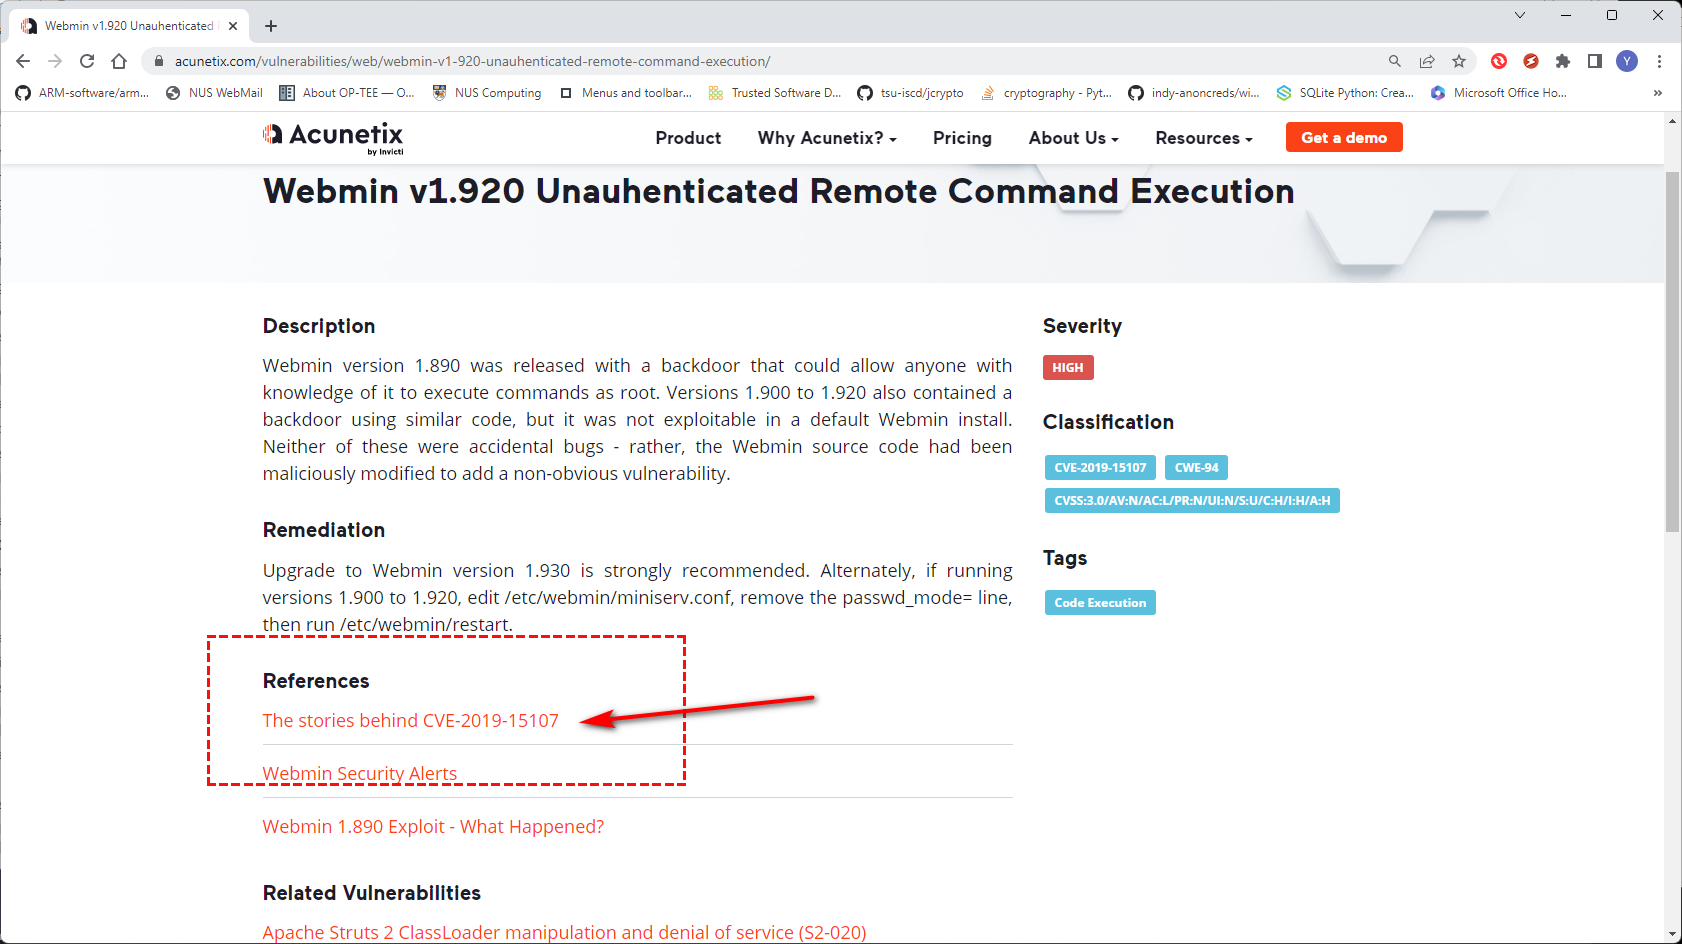 Webmin v1.920 Unauthenticated
acunetix.com/vulnerabilities/web/webmin-v1-920-unauhenticated-remote-command-execution/
Y
ARM-software/arm...
NUS WebMail
About OP-TEE — O...
NUS Computing
Menus and toolbar...
Trusted Software D...
tsu-iscd/jcrypto
cryptography - Pyt...
indy-anoncreds/wi...
SQLite Python: Crea...
Microsoft Office Ho...
»
Acunetix
by Invicti
Product
Why Acunetix?
Pricing
About Us
Resources
Get a demo
Webmin v1.920 Unauhenticated Remote Command Execution
Description
Webmin version 1.890 was released with a backdoor that could allow anyone with
knowledge of it to execute commands as root. Versions 1.900 to 1.920 also contained a
backdoor using similar code, but it was not exploitable in a default Webmin install.
Neither of these were accidental bugs - rather, the Webmin source code had been
maliciously modified to add a non-obvious vulnerability.
Remediation
Upgrade to Webmin version 1.930 is strongly recommended. Alternately, if running
versions 1.900 to 1.920, edit /etc/webmin/miniserv.conf, remove the passwd_mode= line,
then run /etc/webmin/restart.
References
The stories behind CVE-2019-15107
Webmin Security Alerts
Webmin 1.890 Exploit - What Happened?
Related Vulnerabilities
Apache Struts 2 ClassLoader manipulation and denial of service (S2-020)
Severity
HIGH
Classification
CVE-2019-15107
CWE-94
CVSS:3.0/AV:N/AC:L/PR:N/UI:N/S:U/C:H/I:H/A:H
Tags
Code Execution